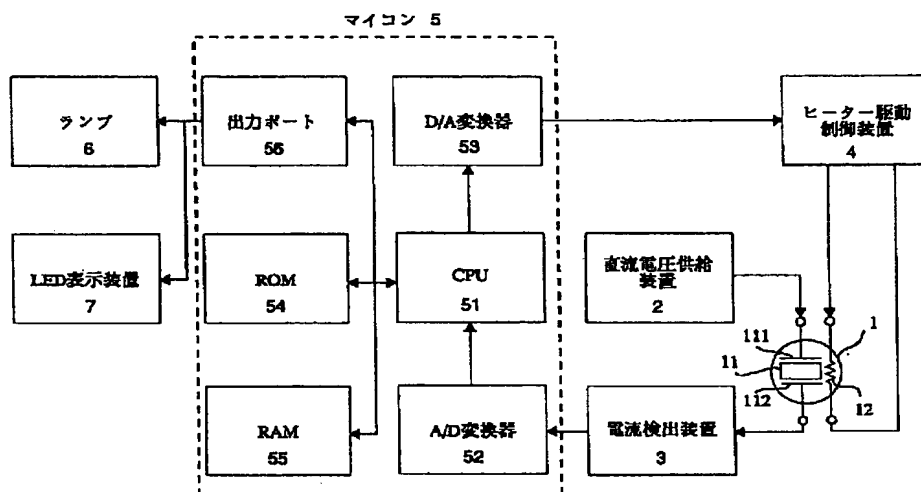 マイコン 5
ランプ
6
出力ポート
56
D/A変換器
53
ヒーター駆動
制御装置
4
LED表示装置
7
ROM
54
CPU
51
直流電圧供給
装置
2
111
11
112
1
12
RAM
55
A/D変換器
52
電流検出装置
3